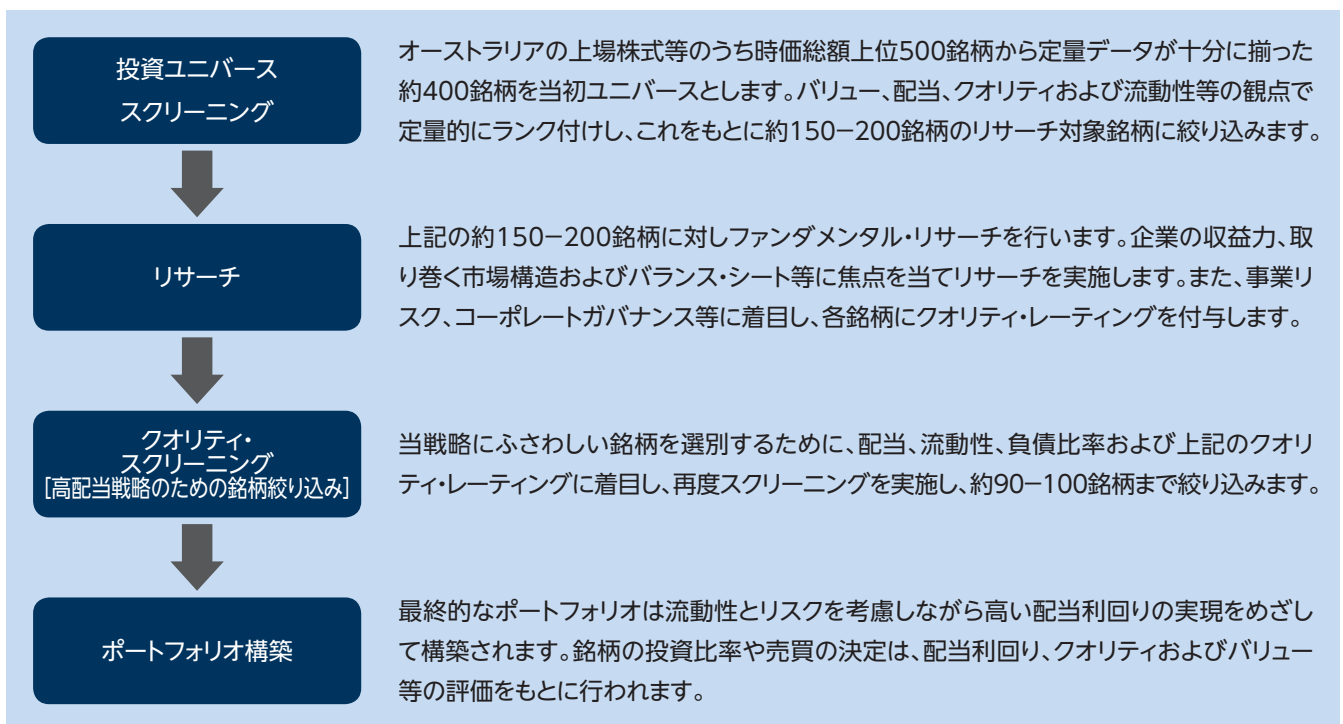 投資ユニバース
スクリーニング
オーストラリアの上場株式等のうち時価総額上位500銘柄から定量データが十分に揃った
約400銘柄を当初ユニバースとします。バリュー、配当、クオリティおよび流動性等の観点で
定量的にランク付けし、これをもとに約150−200銘柄のリサーチ対象銘柄に絞り込みます。
リサーチ
上記の約150−200銘柄に対しファンダメンタル・リサーチを行います。企業の収益力、取
り巻く市場構造およびバランス・シート等に焦点を当てリサーチを実施します。また、事業リ
スク、コーポレートガバナンス等に着目し、各銘柄にクオリティ・レーティングを付与します。
クオリティ・
スクリーニング
[高配当戦略のための銘柄絞り込み]
当戦略にふさわしい銘柄を選別するために、配当、流動性、負債比率および上記のクオリ
ティ・レーティングに着目し、再度スクリーニングを実施し、約90−100銘柄まで絞り込みます。
ポートフォリオ構築
最終的なポートフォリオは流動性とリスクを考慮しながら高い配当利回りの実現をめざし
て構築されます。銘柄の投資比率や売買の決定は、配当利回り、クオリティおよびバリュー
等の評価をもとに行われます。